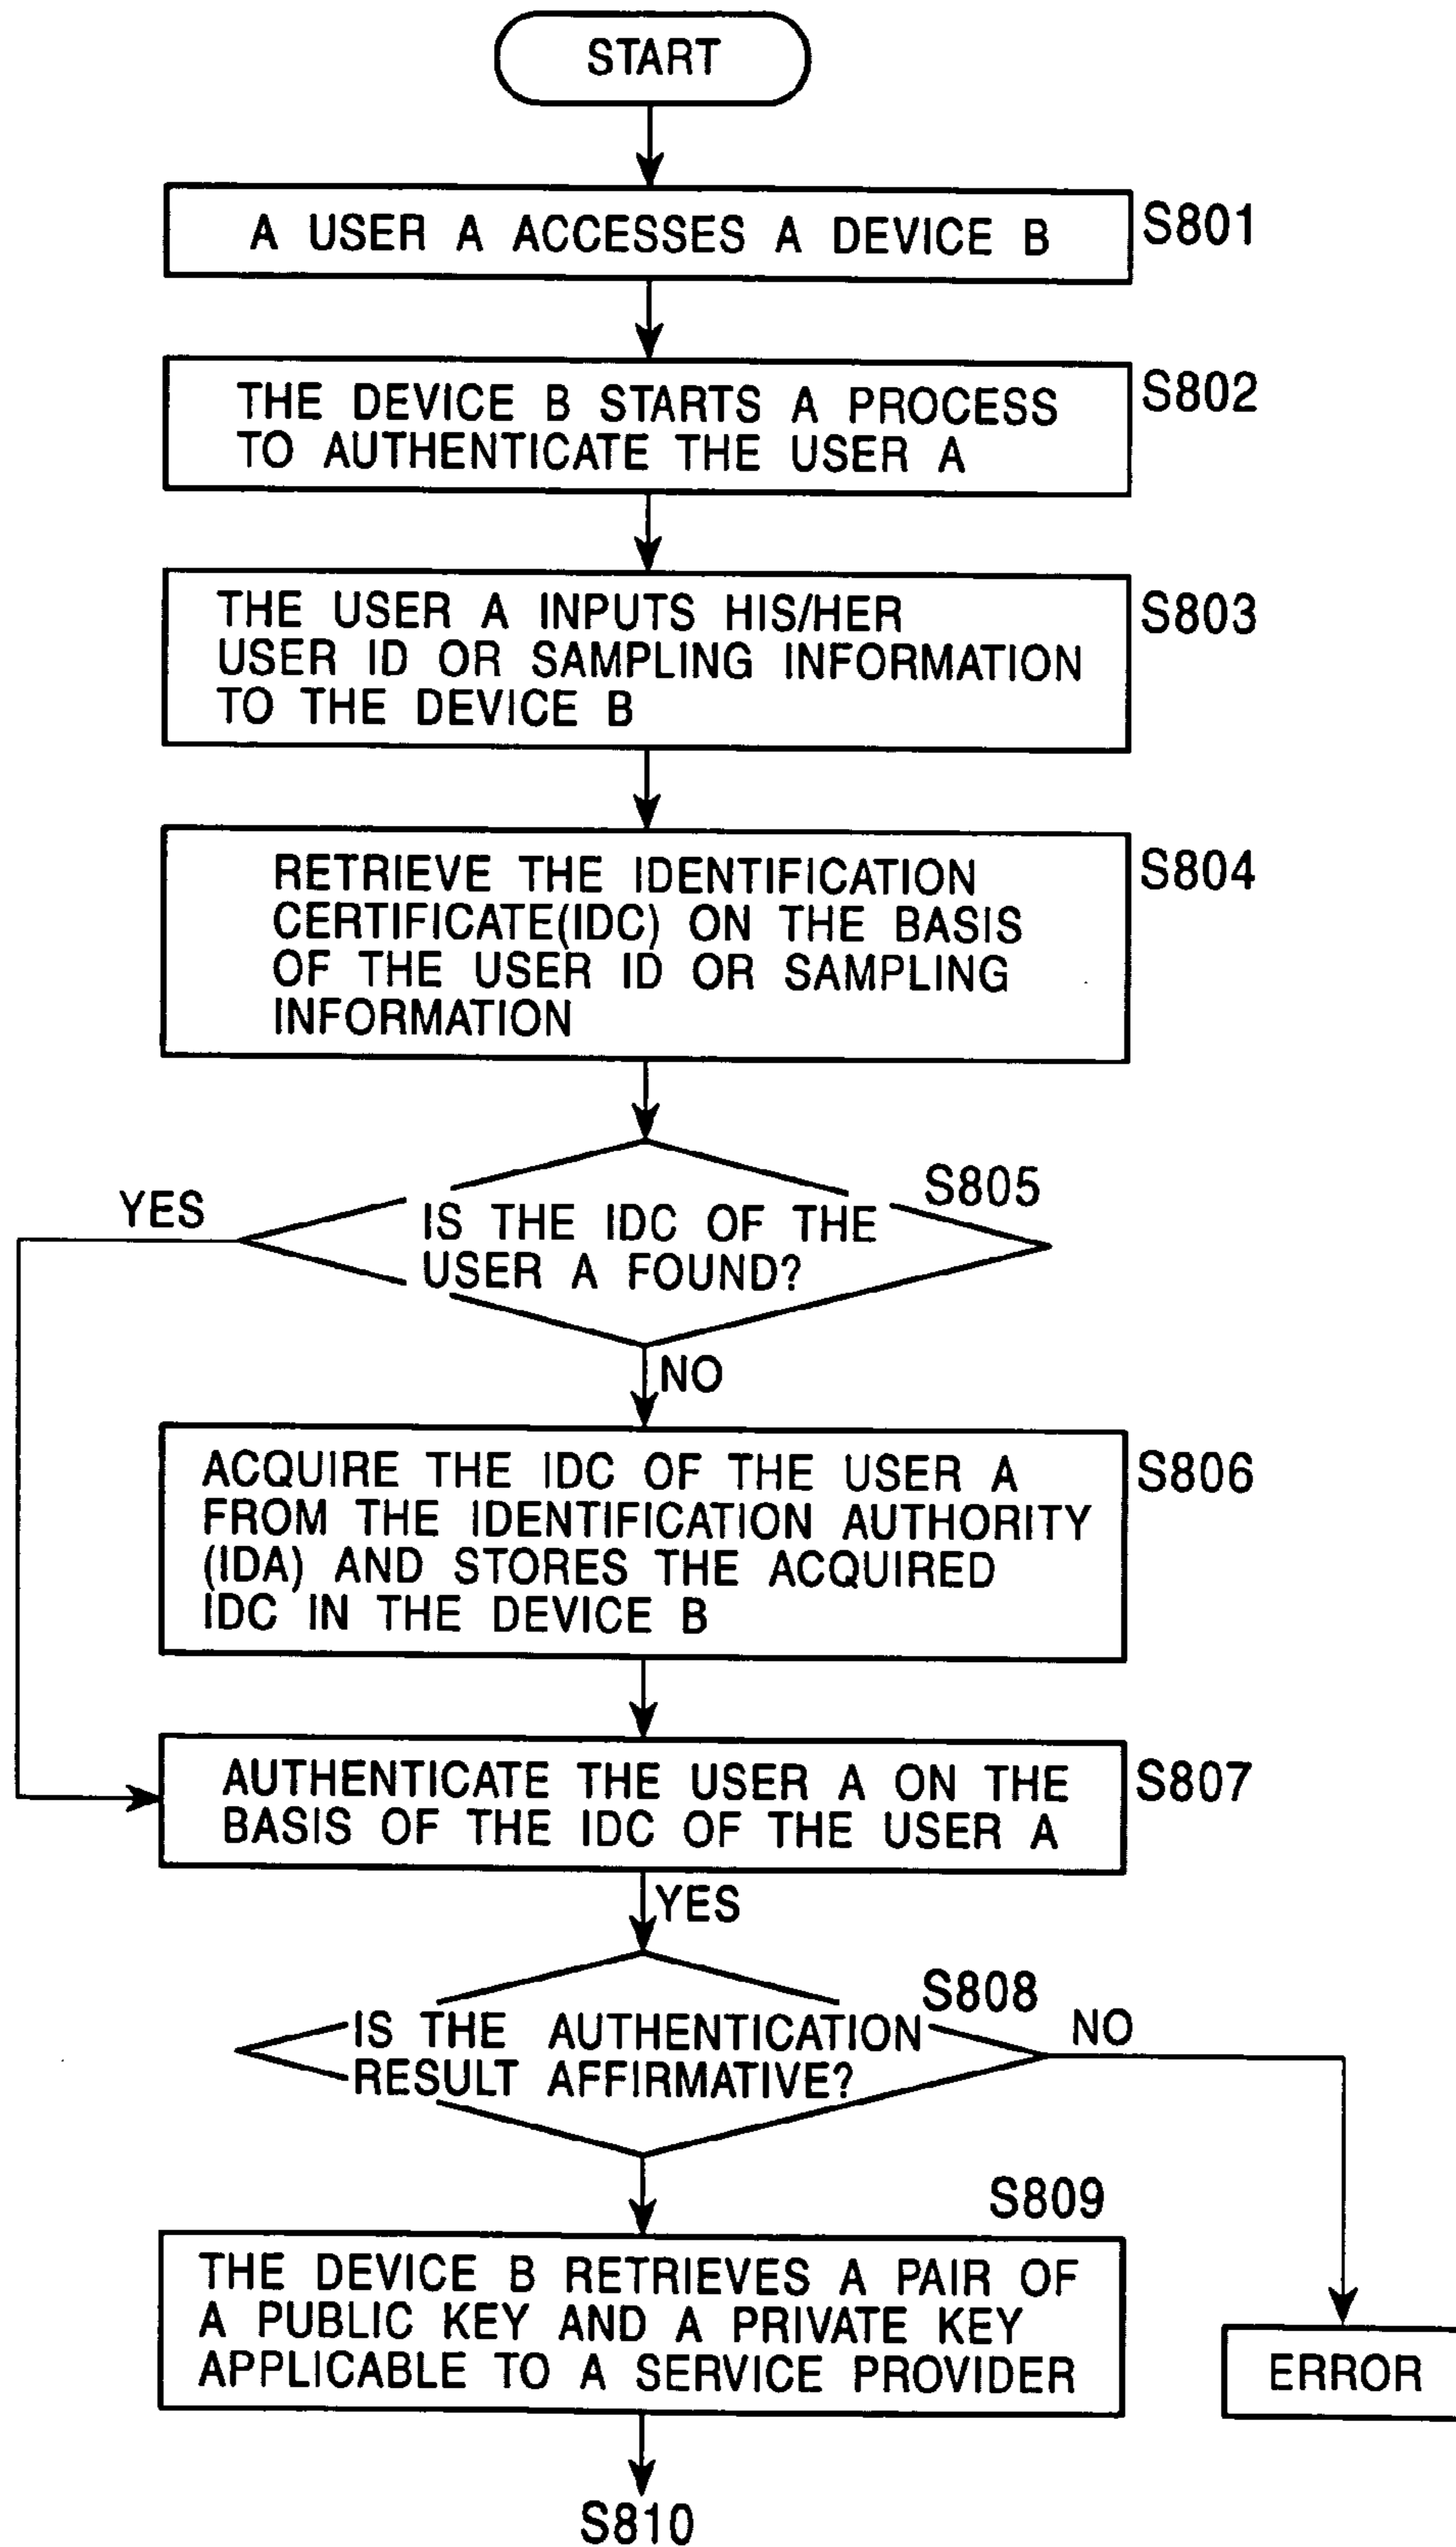 START
A USER A ACCESSES A DEVICE B
S801
THE DEVICE B STARTS A PROCESS
TO AUTHENTICATE THE USER A
S802
THE USER A INPUTS HIS/HER
USER ID OR SAMPLING INFORMATION
TO THE DEVICE B
S803
RETRIEVE THE IDENTIFICATION
CERTIFICATE(IDC) ON THE BASIS
OF THE USER ID OR SAMPLING
INFORMATION
S804
S805
YES
IS THE IDC OF THE
USER A FOUND?
NO
ACQUIRE THE IDC OF THE USER A
FROM THE IDENTIFICATION AUTHORITY
(IDA) AND STORES THE ACQUIRED
IDC IN THE DEVICE B
S806
AUTHENTICATE THE USER A ON THE
BASIS OF THE IDC OF THE USER A
S807
YES
S808
IS THE AUTHENTICATION
RESULT AFFIRMATIVE?
NO
S809
THE DEVICE B RETRIEVES A PAIR OF
A PUBLIC KEY AND A PRIVATE KEY
APPLICABLE TO A SERVICE PROVIDER
ERROR
S810